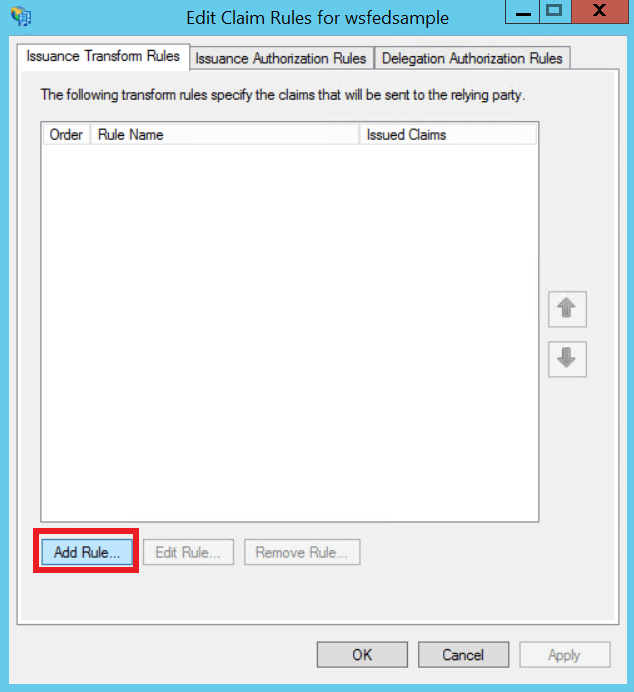 Edit Claim Rules for wsfedsample
Issuance Transform Rules Issuance Authorization Rules Delegation Authorization Rules
The following transform rules specify the claims that will be sent to the relying party.
Order Rule Name Issued Claims
Add Rule... Edit Rule... Remove Rule...
OK Cancel Apply